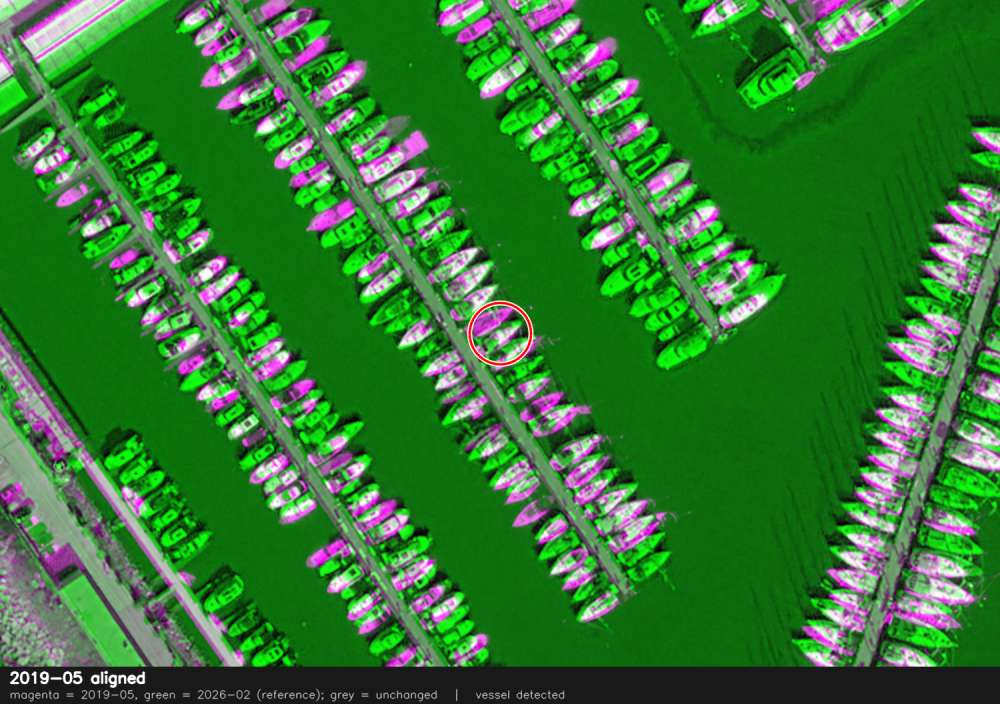 2019-05 aligned
magenta = 2019-05, green = 2026-02 (reference); grey = unchanged | vessel detected